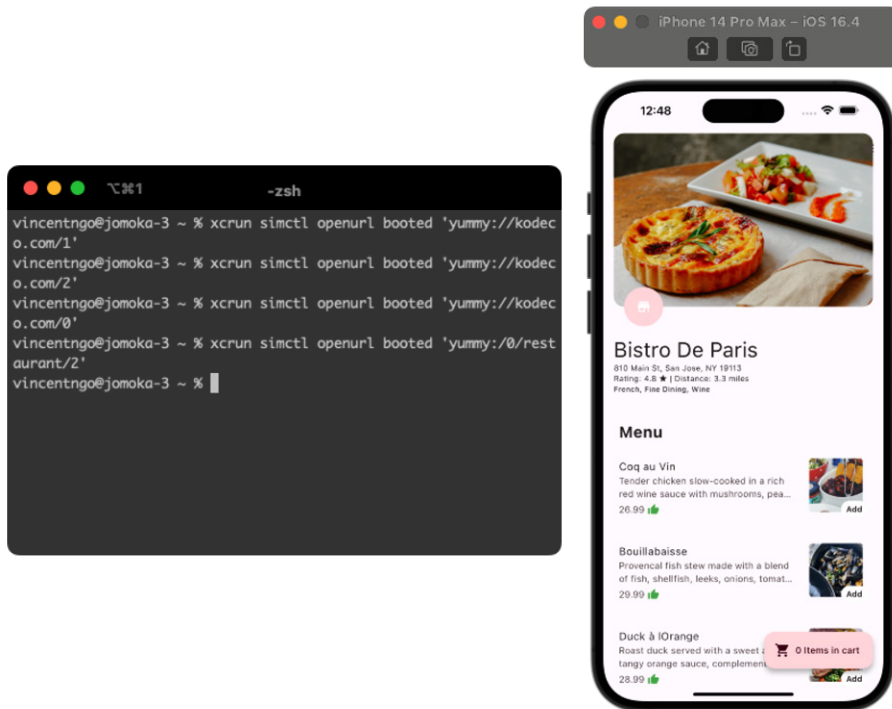 iPhone 14 Pro Max – iOS 16.4
⌥⌘1
-zsh
vincentngo@jomoka-3 ~ % xcrun simctl openurl booted 'yummy://kodec
o.com/1'
vincentngo@jomoka-3 ~ % xcrun simctl openurl booted 'yummy://kodec
o.com/2'
vincentngo@jomoka-3 ~ % xcrun simctl openurl booted 'yummy://kodec
o.com/0'
vincentngo@jomoka-3 ~ % xcrun simctl openurl booted 'yummy:/0/rest
aurant/2'
vincentngo@jomoka-3 ~ %
12:48
Bistro De Paris
810 Main St, San Jose, NY 19113
Rating: 4.8 ★ | Distance: 3.3 miles
French, Fine Dining, Wine
Menu
Coq au Vin
Tender chicken slow-cooked in a rich
red wine sauce with mushrooms, pea...
26.99
Add
Bouillabaisse
Provencal fish stew made with a blend
of fish, shellfish, leeks, onions, tomat...
29.99
Add
Duck à lOrange
Roast duck served with a sweet
tangy orange sauce, complemen
28.99
Add
0 Items in cart